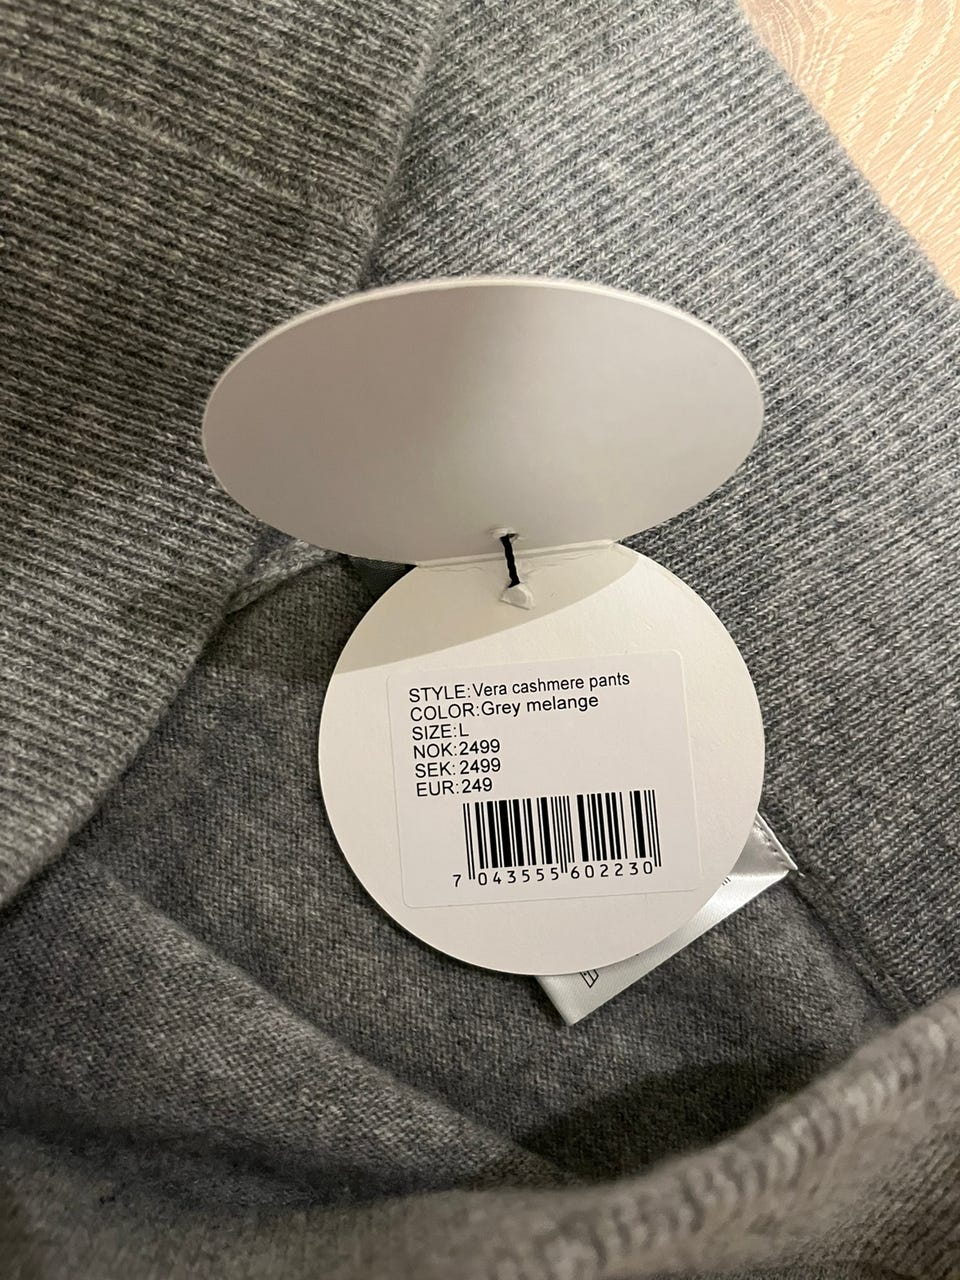 STYLE:Vera cashmere pants
COLOR:Grey melange
SIZE:L
NOK:2499
SEK:2499
EUR:249
7 043555 602230